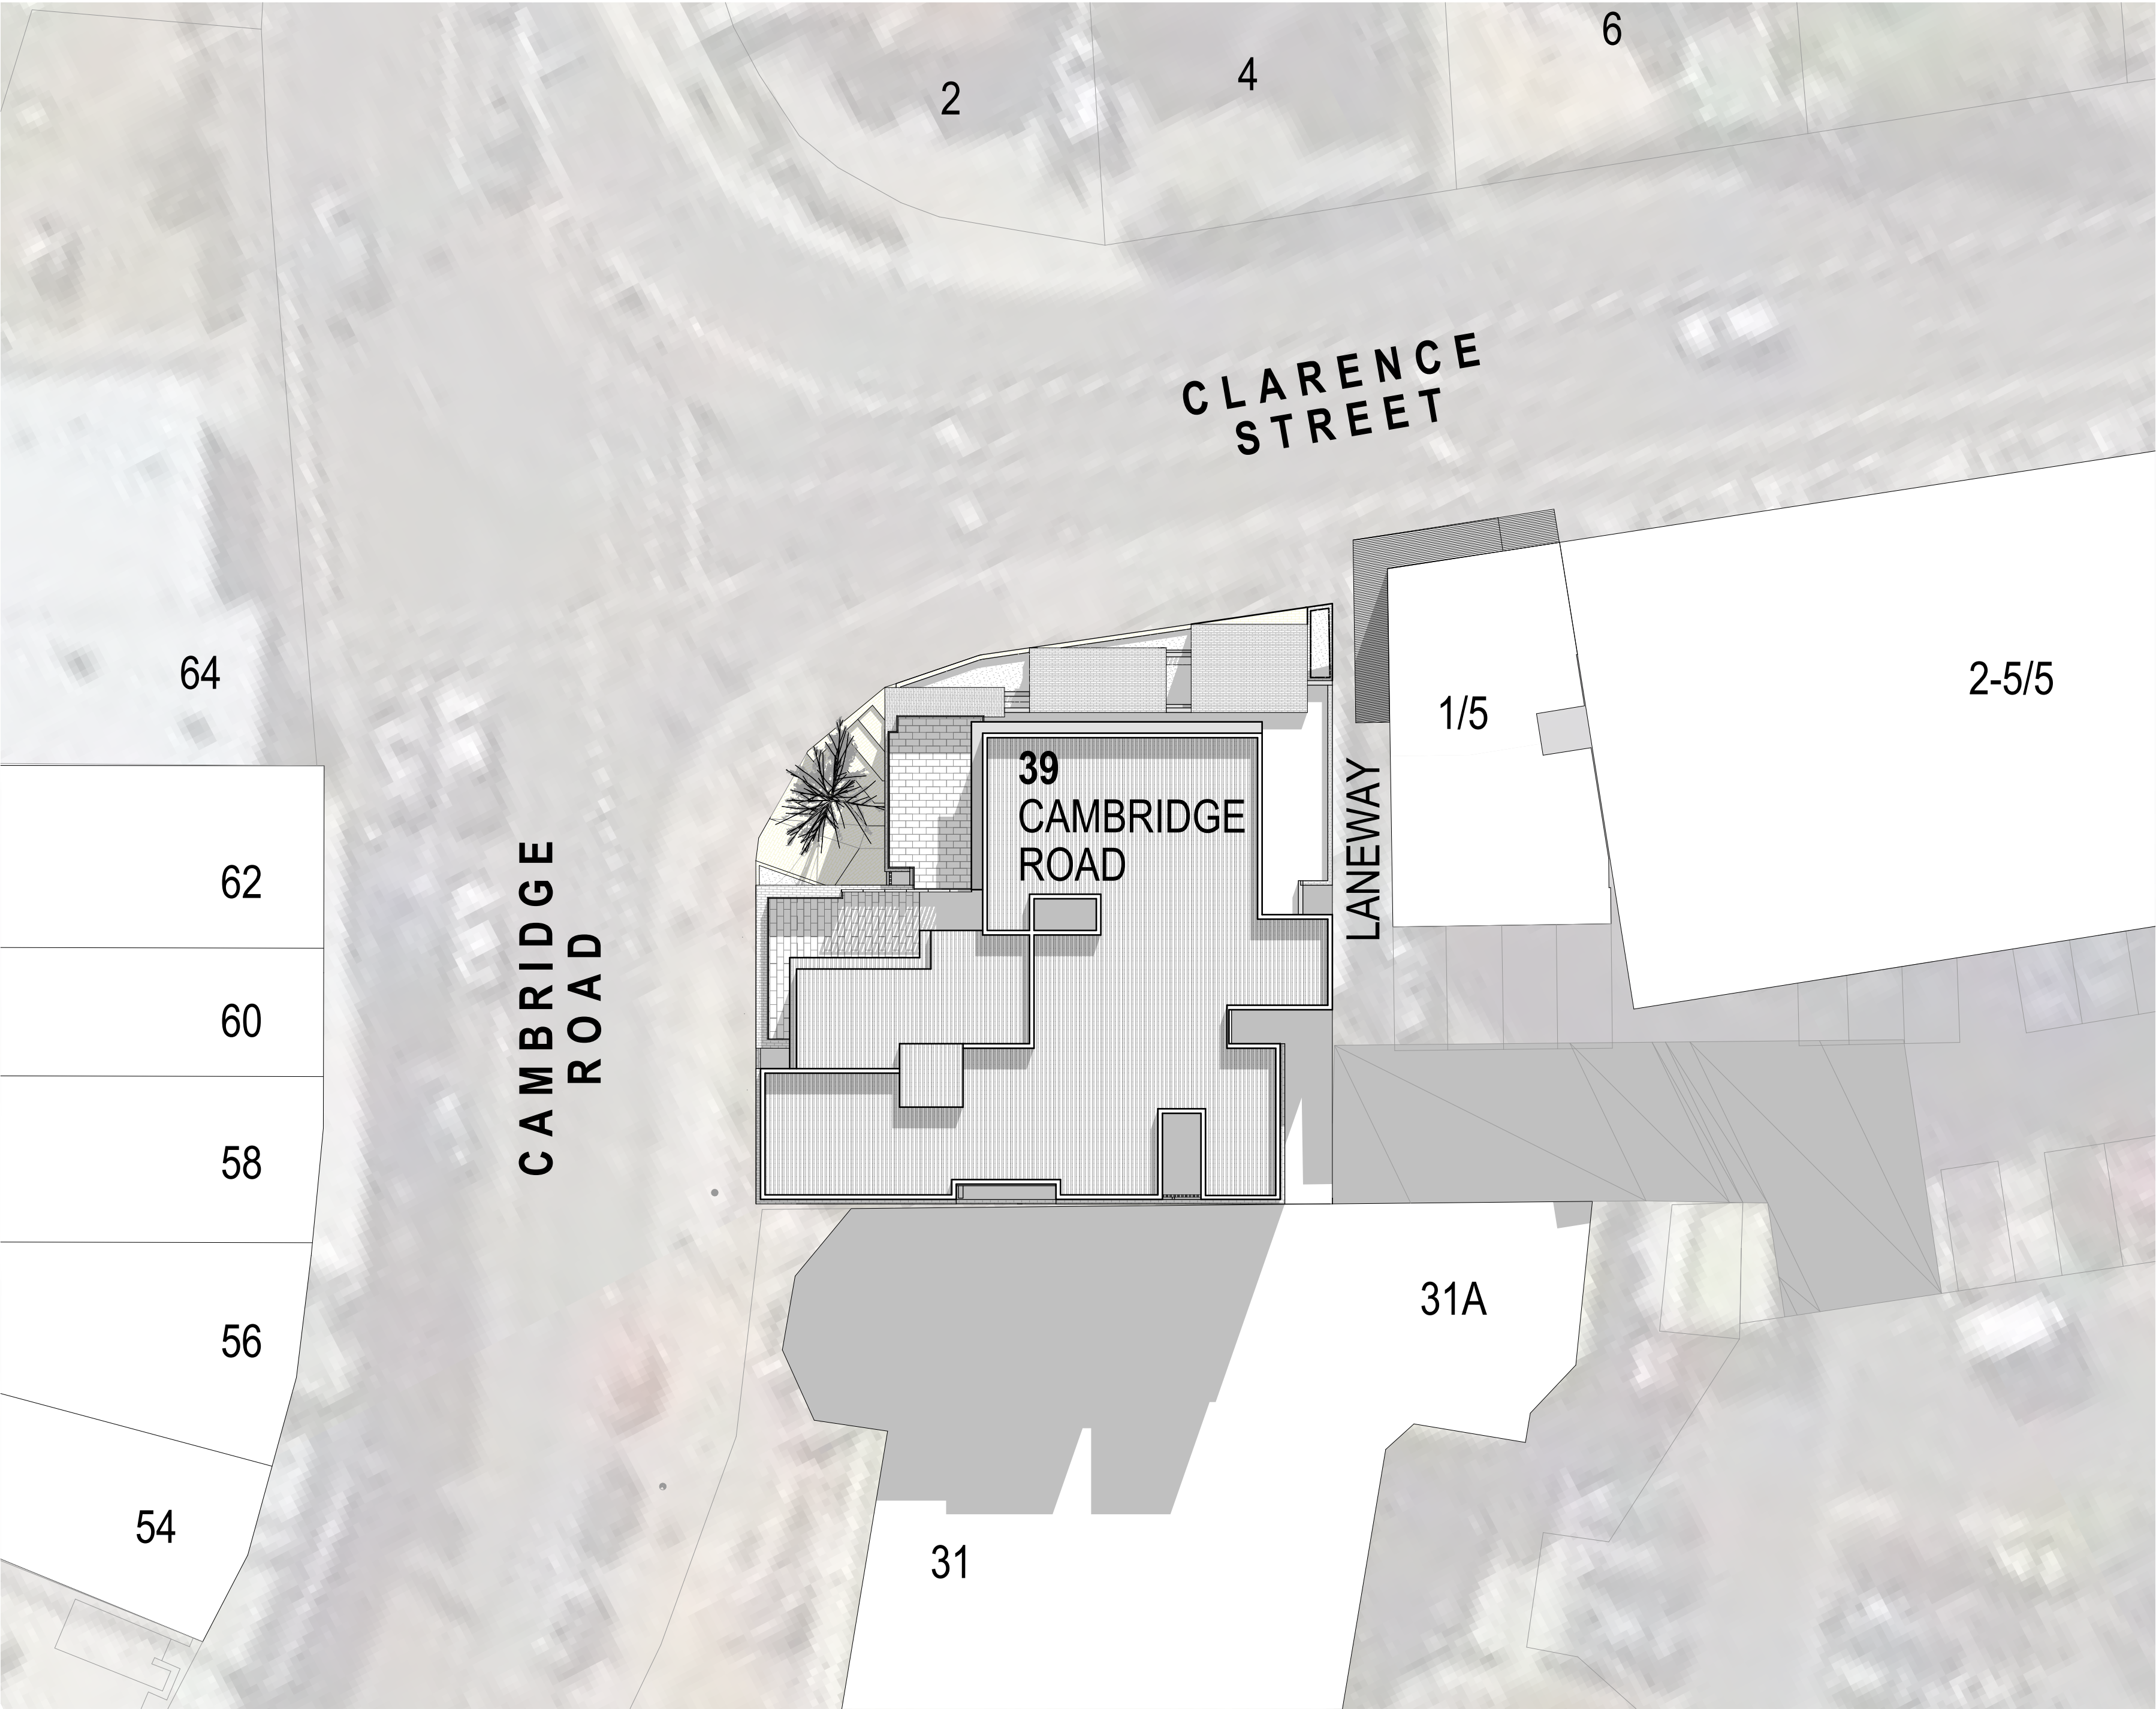 6
4
2
CLARENCE
STREET
64
1/5
2-5/5
39
CAMBRIDGE
ROAD
LANEWAY
62
CAMBRIDGE
ROAD
60
58
56
31A
54
31